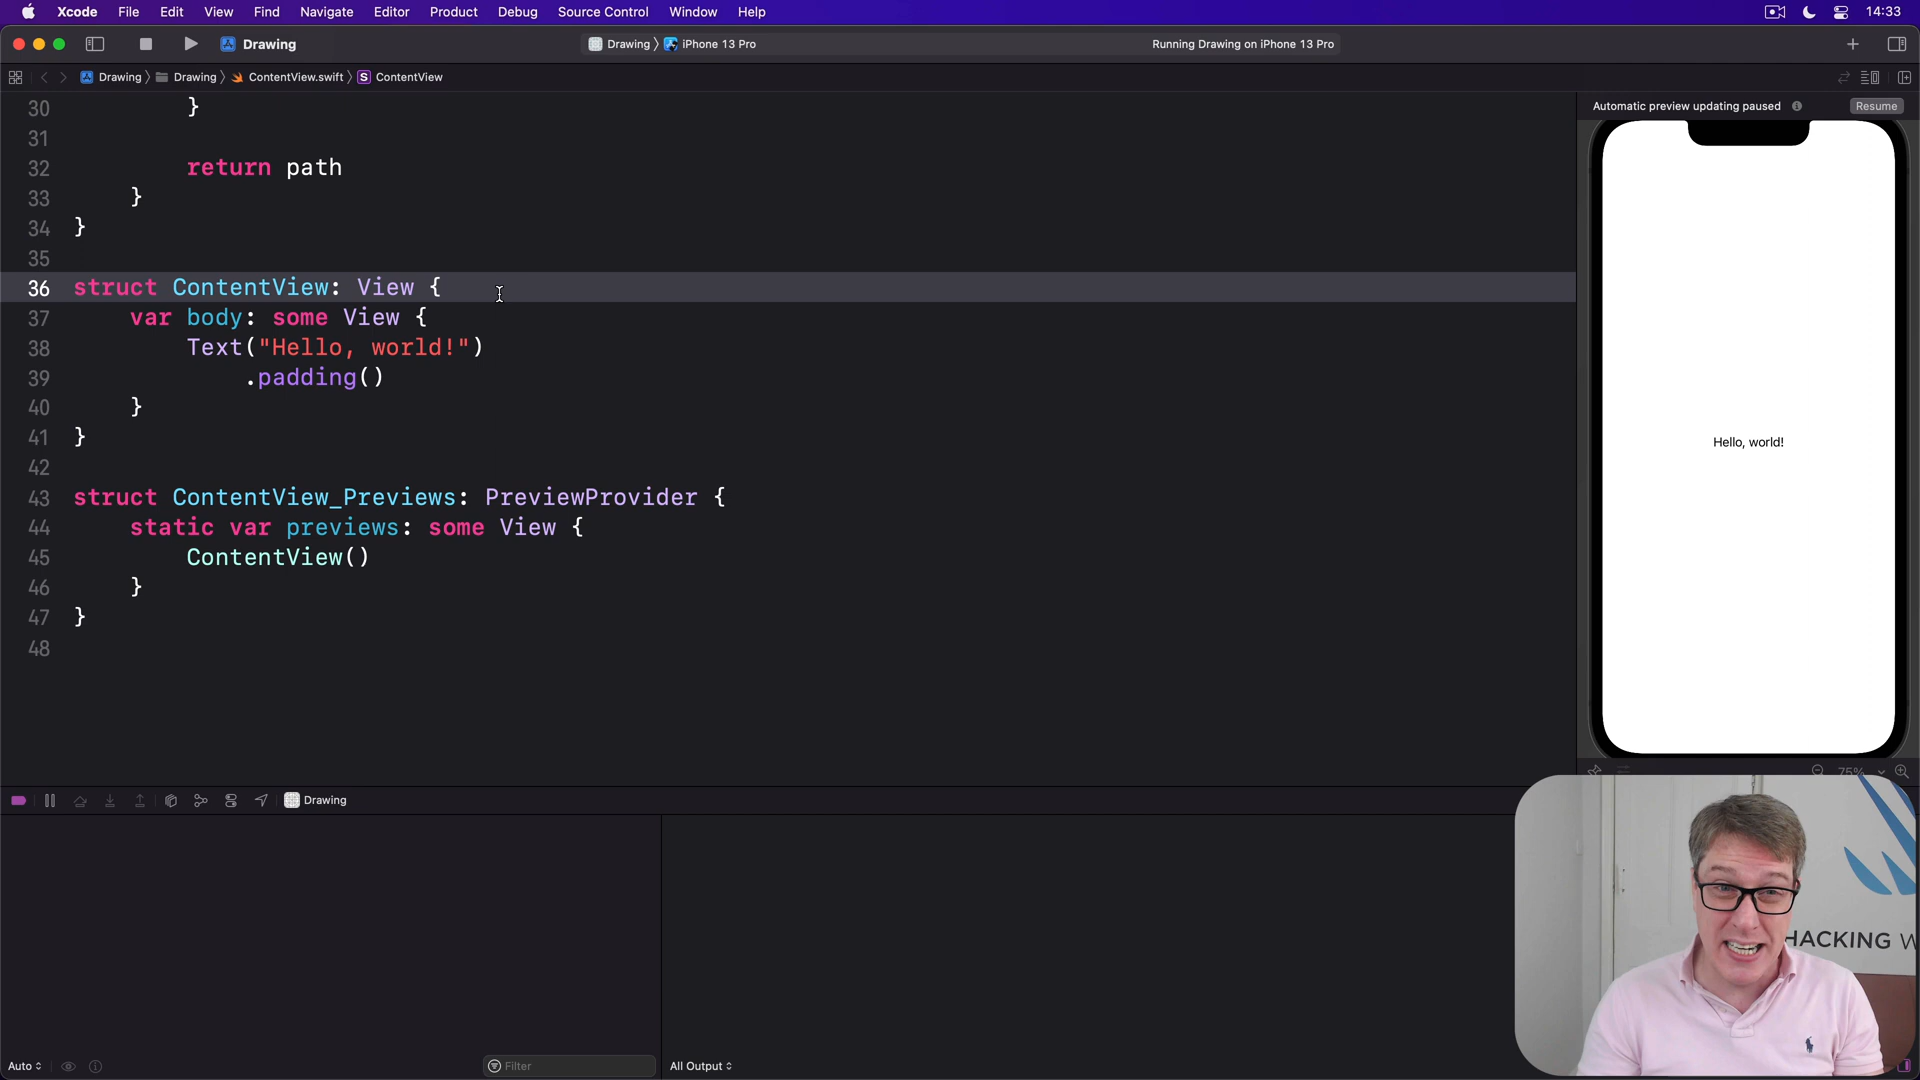 Xcode File Edit View Find Navigate Editor Product Debug Source Control Window Help 14:33
Drawing Drawing 〉 iPhone 13 Pro Running Drawing on iPhone 13 Pro
Drawing 〉 Drawing 〉 ContentView.swift 〉 S ContentView
Automatic preview updating paused Resume
30 }
31
32 return path
33 }
34 }
35
36 struct ContentView: View {
37 var body: some View {
38 Text("Hello, world!")
39 .padding()
40 }
41 }
42
43 struct ContentView_Previews: PreviewProvider {
44 static var previews: some View {
45 ContentView()
46 }
47 }
48
Hello, world!
75%
Drawing
HACKING W
Auto Filter All Output